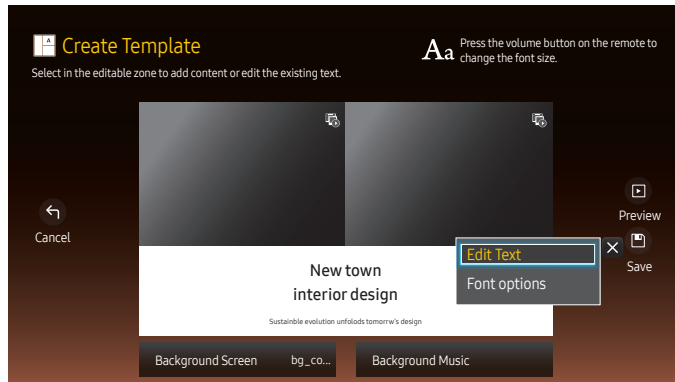 A
Create Template
Select in the editable zone to add content or edit the existing text.
Aa
Press the volume button on the remote to
change the font size.
Cancel
Preview
Save
Edit Text
Font options
New town
interior design
Sustainble evolution unfolods tomorrw's design
Background Screen bg_co...
Background Music